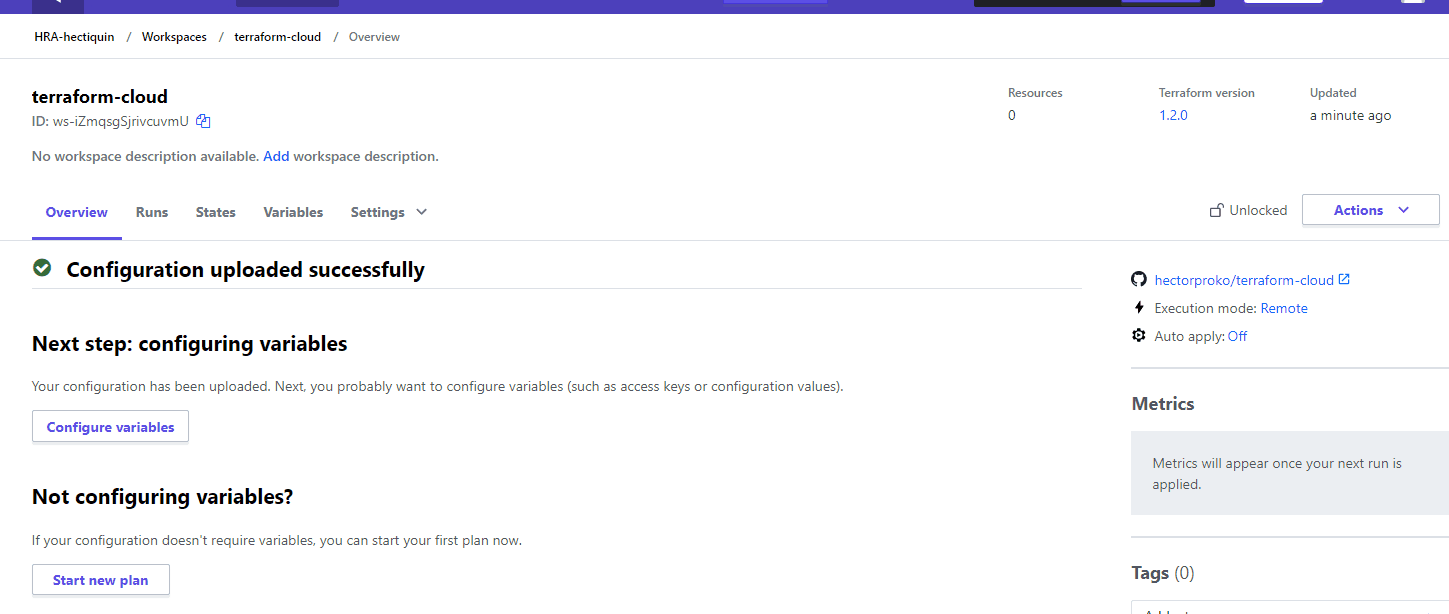 HRA-hectiquin / Workspaces / terraform-cloud / Overview
terraform-cloud
ID: ws-iZmqsgSjrivcuvmU
No workspace description available. Add workspace description.
Resources
0
Terraform version
1.2.0
Updated
a minute ago
Overview Runs States Variables Settings
Unlocked
Actions
Configuration uploaded successfully
Next step: configuring variables
Your configuration has been uploaded. Next, you probably want to configure variables (such as access keys or configuration values).
Configure variables
Not configuring variables?
If your configuration doesn't require variables, you can start your first plan now.
Start new plan
hectorproko/terraform-cloud
Execution mode: Remote
Auto apply: Off
Metrics
Metrics will appear once your next run is
applied.
Tags (0)